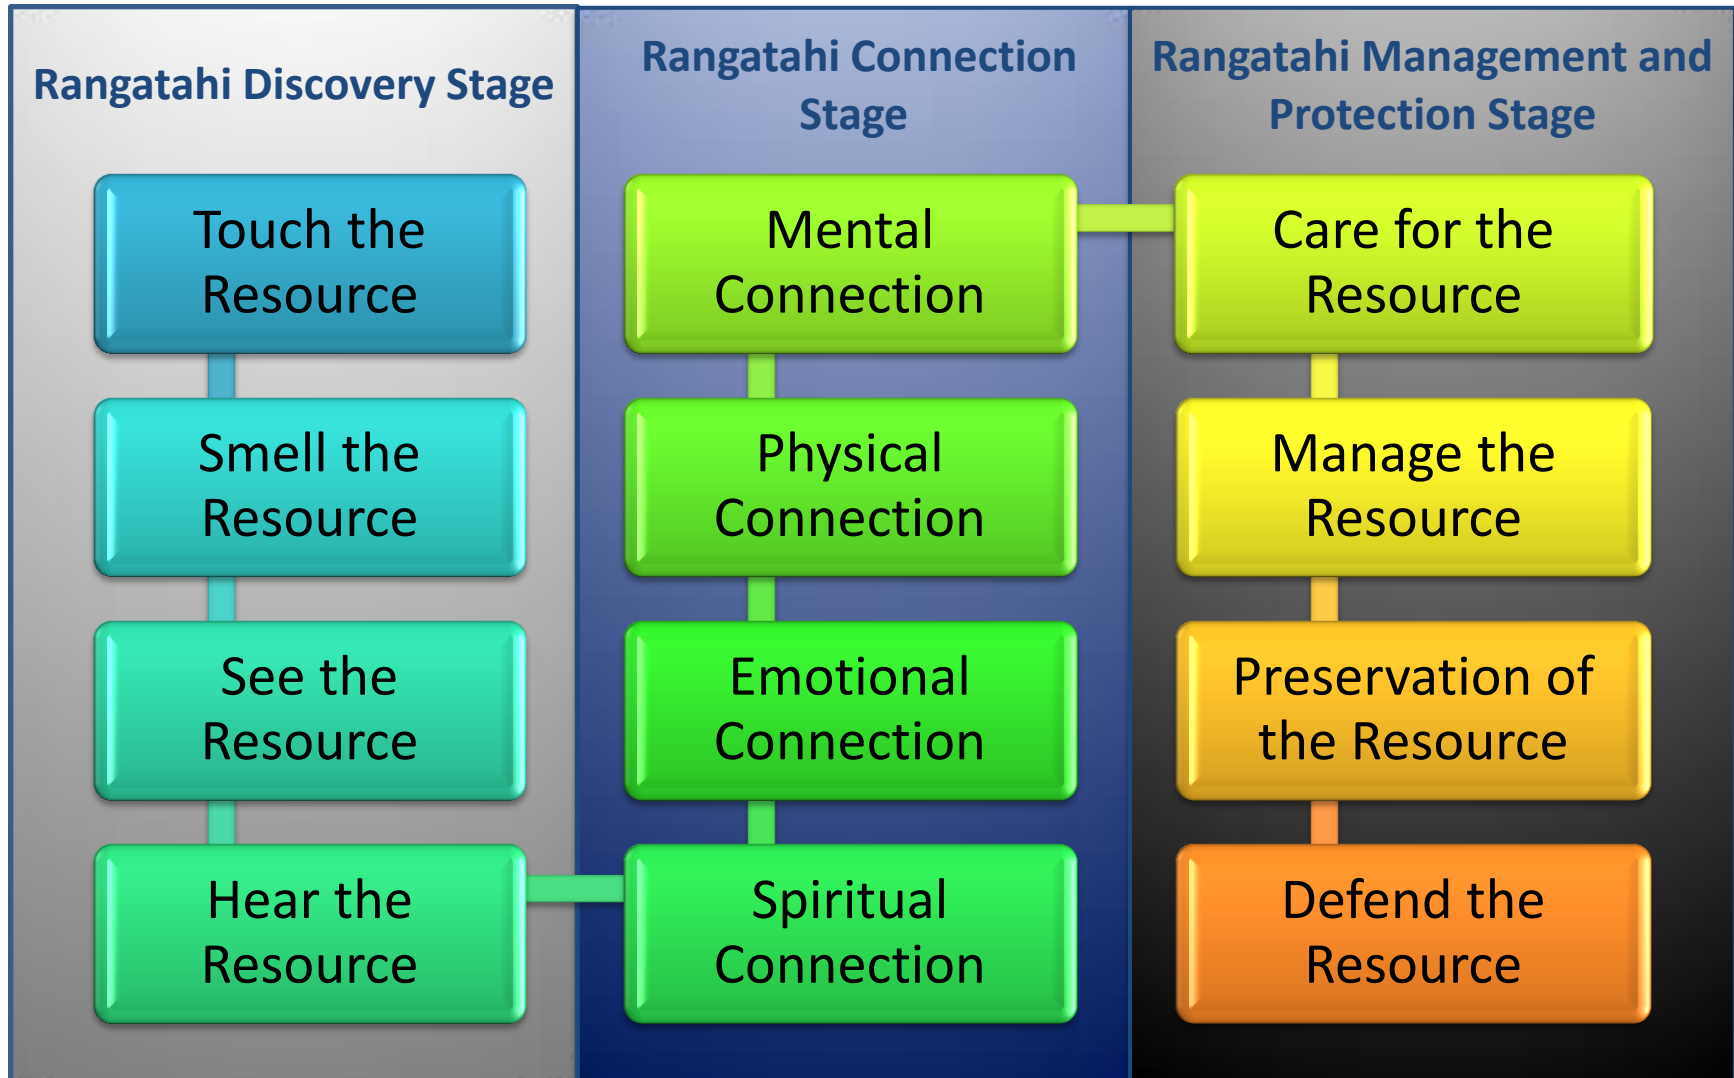 Rangatahi Discovery Stage
Touch the
Resource
Smell the
Resource
See the
Resource
Hear the
Resource
Rangatahi Connection
Stage
Mental
Connection
Physical
Connection
Emotional
Connection
Spiritual
Connection
Rangatahi Management and
Protection Stage
Care for the
Resource
Manage the
Resource
Preservation of
the Resource
Defend the
Resource